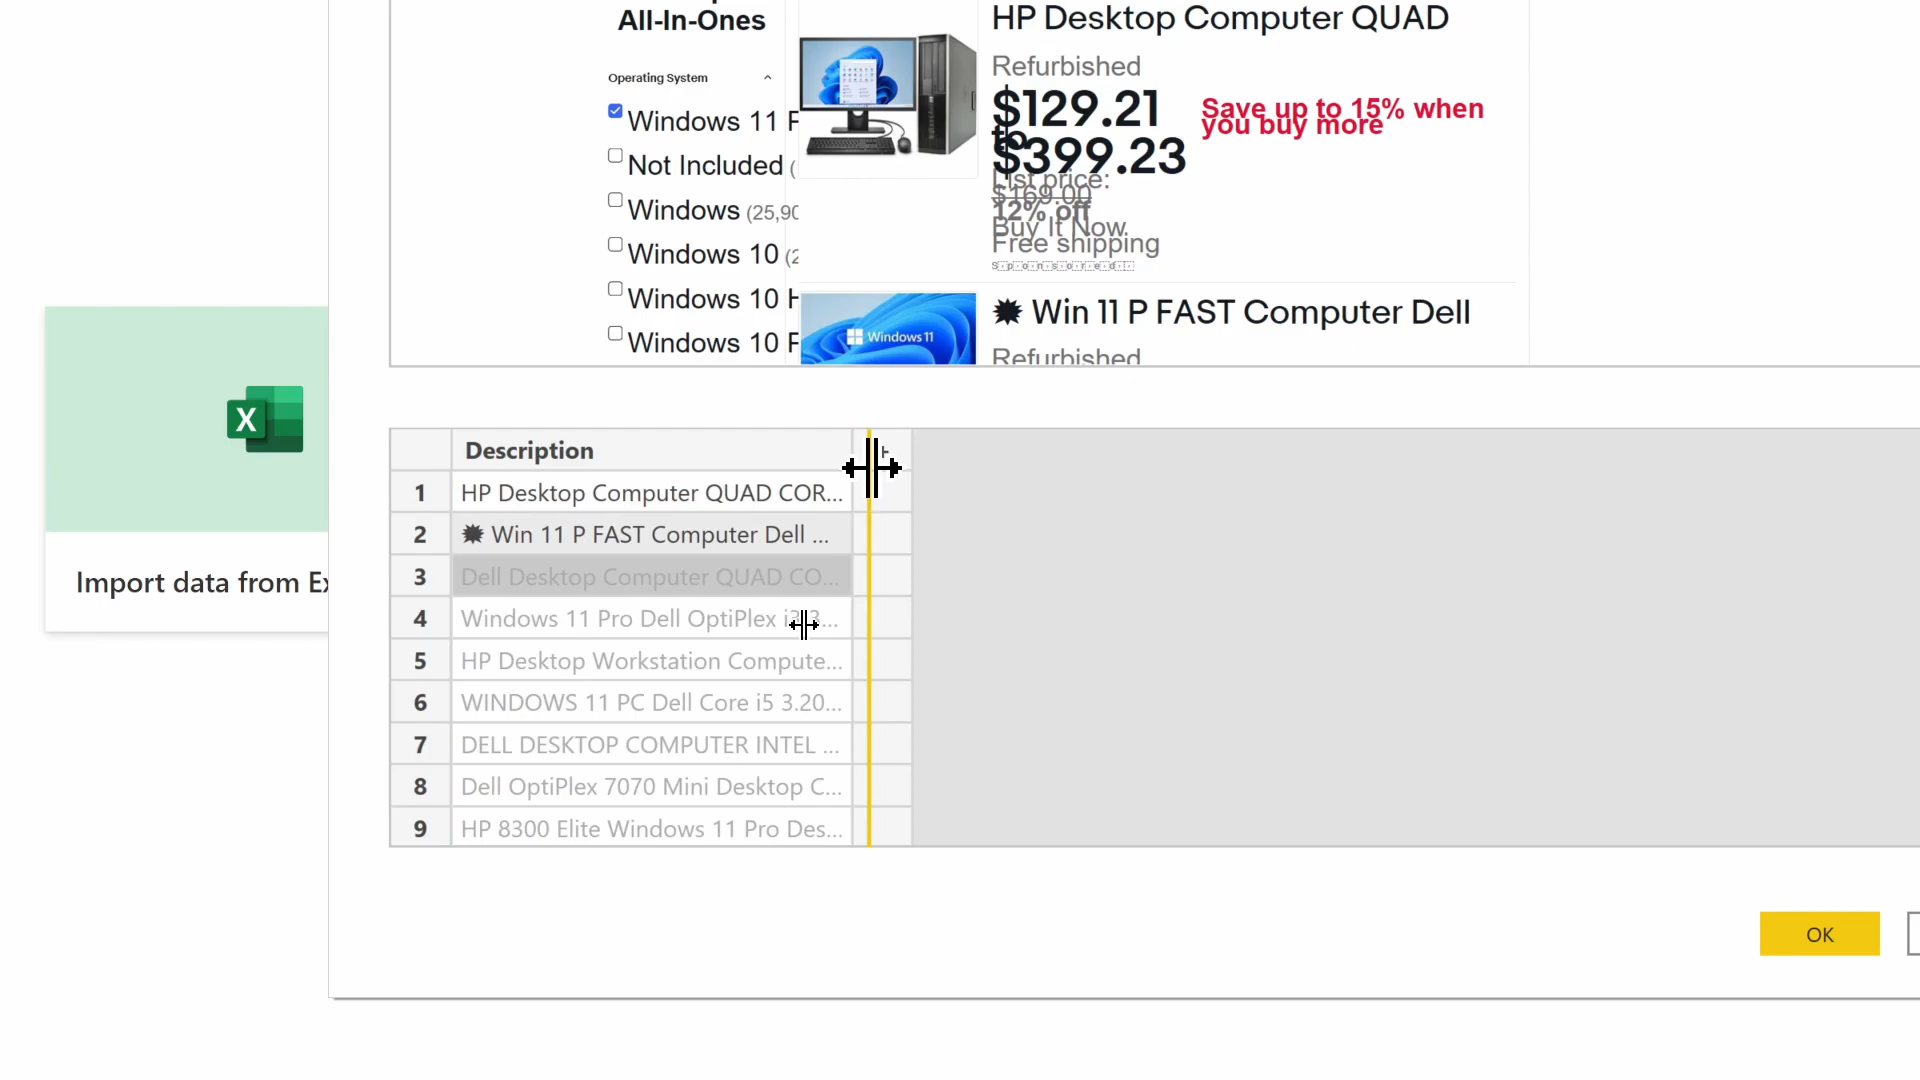 All-In-Ones
Operating System
Windows 11
Not Included
Windows (25,90
Windows 10
Windows 10
Windows 10
HP Desktop Computer QUAD
Refurbished
$129.21
to
$399.23
Save up to 15% when
you buy more
List price:
$169.00
12% off
Buy It Now
Free shipping
Sponsored
✹ Win 11 P FAST Computer Dell
Windows 11
Refurbished
X
Import data from Ex
Description
1 HP Desktop Computer QUAD COR...
2 ✹ Win 11 P FAST Computer Dell ...
3 Dell Desktop Computer QUAD CO...
4 Windows 11 Pro Dell OptiPlex ...
5 HP Desktop Workstation Compute...
6 WINDOWS 11 PC Dell Core i5 3.20...
7 DELL DESKTOP COMPUTER INTEL ...
8 Dell OptiPlex 7070 Mini Desktop C...
9 HP 8300 Elite Windows 11 Pro Des...
OK